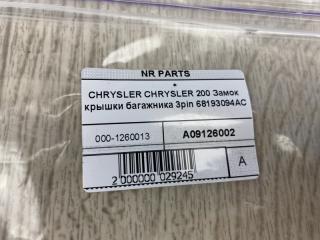 NR PARTS
*
CHRYSLER CHRYSLER 200 Замок
крышки багажника 3pin 68193094AC
000-1260013
A09126002
A
2 000000 029245